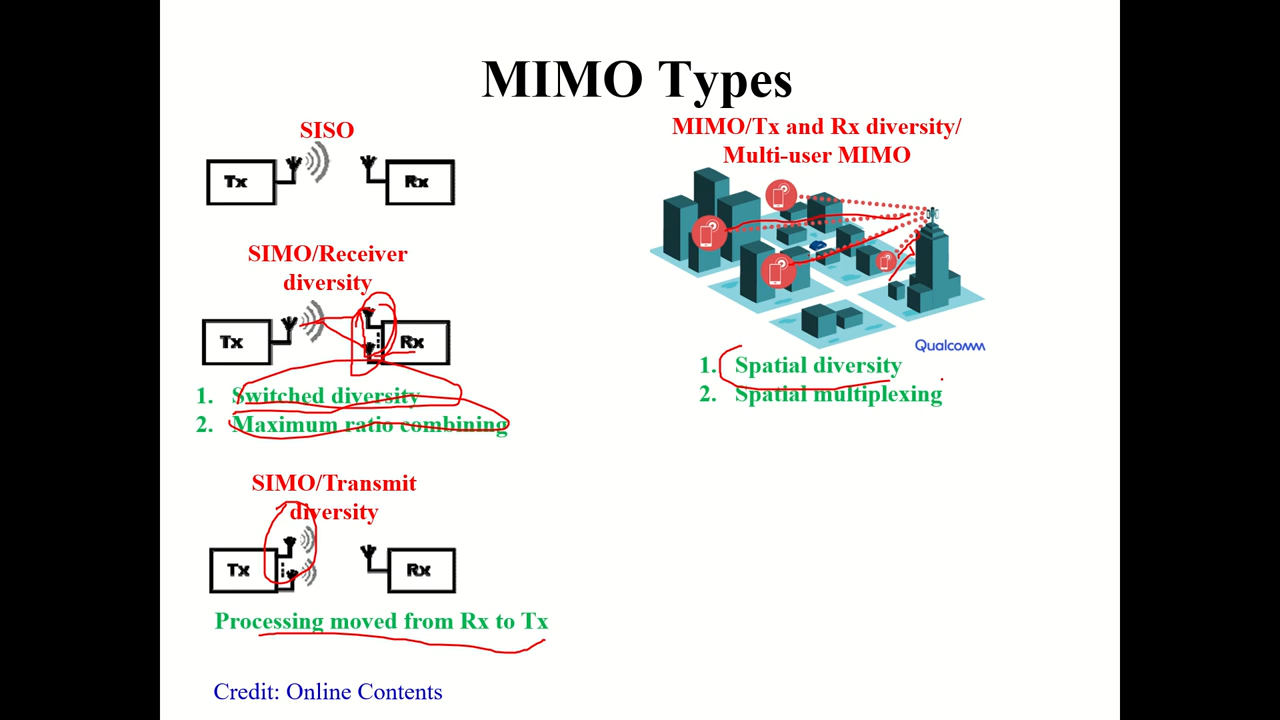 MIMO Types
SISO
Tx
Rx
SIMO/Receiver
diversity
Tx
Rx
1. Switched diversity
2. Maximum ratio combining
SIMO/Transmit
diversity
Tx
Rx
Processing moved from Rx to Tx
Credit: Online Contents
MIMO/Tx and Rx diversity/
Multi-user MIMO
Qualcomm
1. Spatial diversity
2. Spatial multiplexing